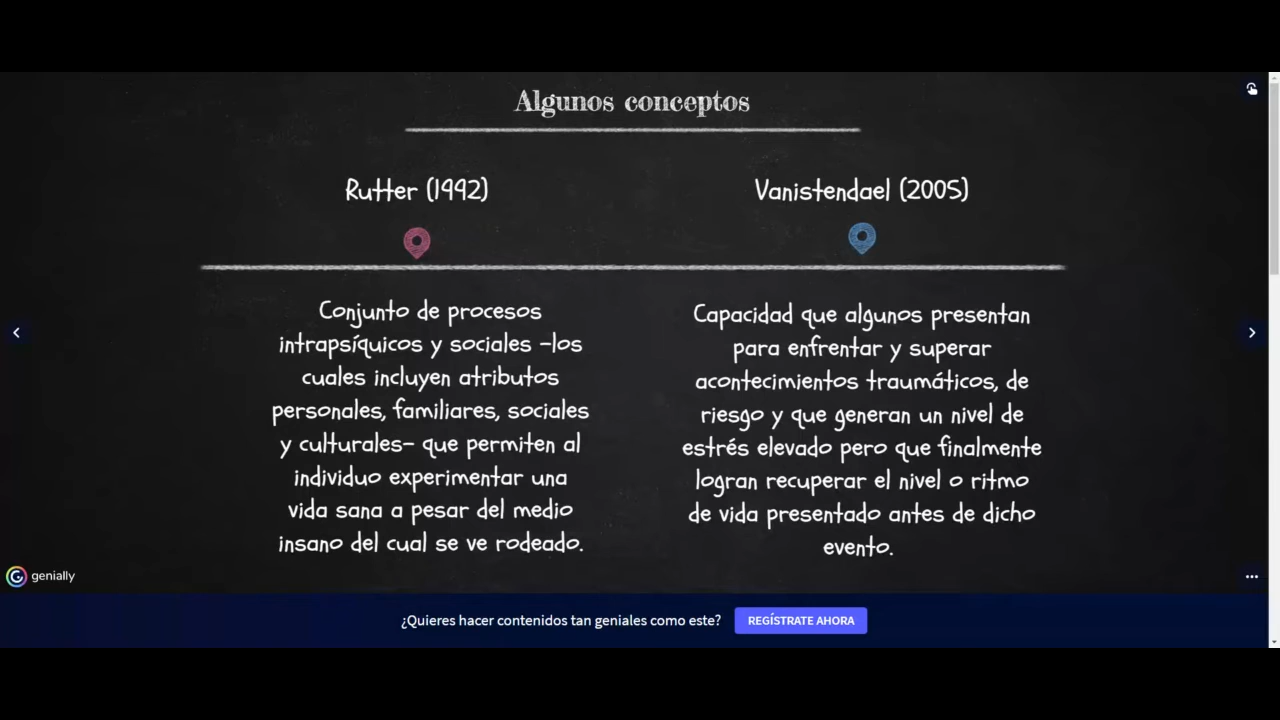 Algunos conceptos
Rutter (1992)
Conjunto de procesos
intrapsíquicos y sociales –los
cuales incluyen atributos
personales, familiares, sociales
y culturales– que permiten al
individuo experimentar una
vida sana a pesar del medio
insano del cual se ve rodeado.
Vanistendael (2005)
Capacidad que algunos presentan
para enfrentar y superar
acontecimientos traumáticos, de
riesgo y que generan un nivel de
estrés elevado pero que finalmente
logran recuperar el nivel o ritmo
de vida presentado antes de dicho
evento.
genially
¿Quieres hacer contenidos tan geniales como este?
REGÍSTRATE AHORA